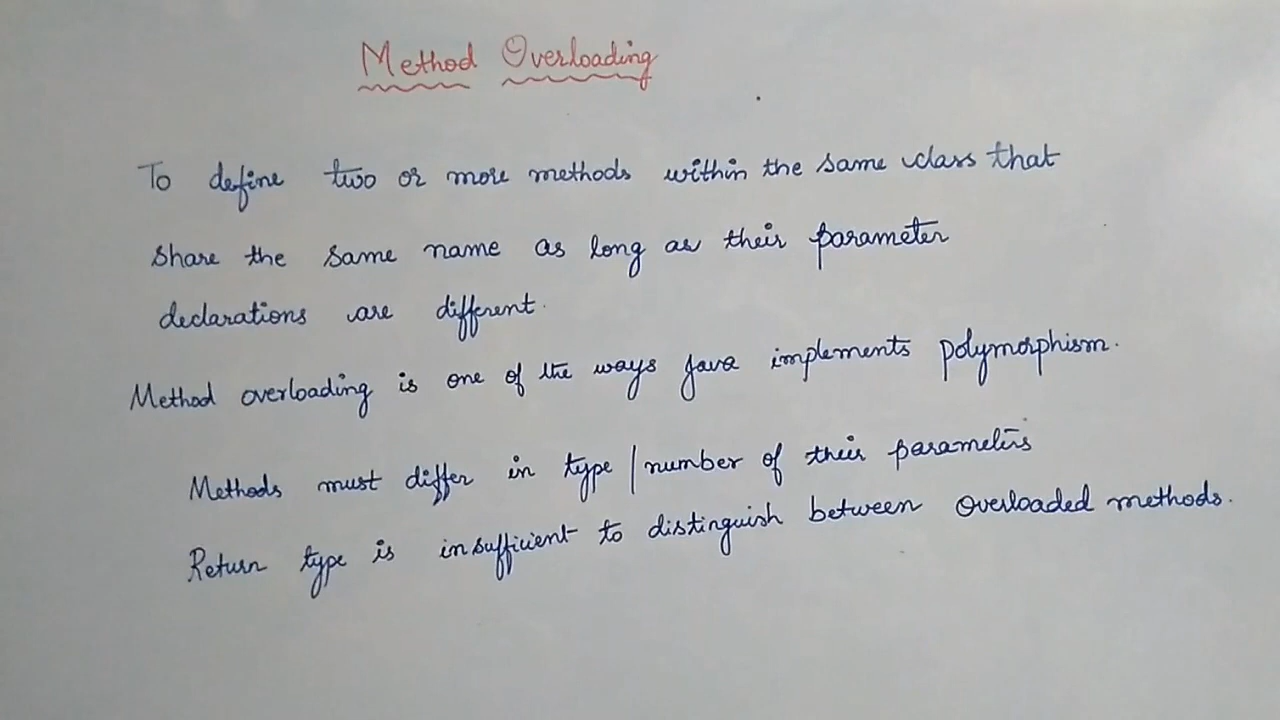 Method Overloading
To define two or more methods within the same class that
share the same name as long as their parameter
declarations are different.
Method overloading is one of the ways Java implements polymorphism.
Methods must differ in type / number of their parameters
Return type is insufficient to distinguish between overloaded methods.